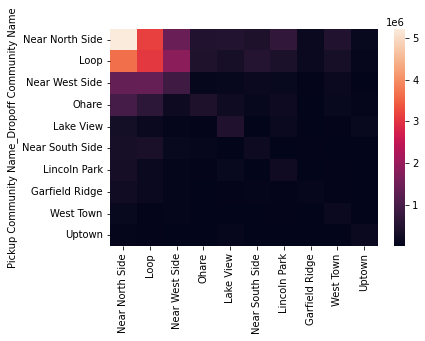 1e6
Pickup Community Name_Dropoff Community Name
Near North Side
Loop
Near West Side
Ohare
Lake View
Near South Side
Lincoln Park
Garfield Ridge
West Town
Uptown
5
4
3
2
1
Near North Side
Loop
Near West Side
Ohare
Lake View
Near South Side
Lincoln Park
Garfield Ridge
West Town
Uptown